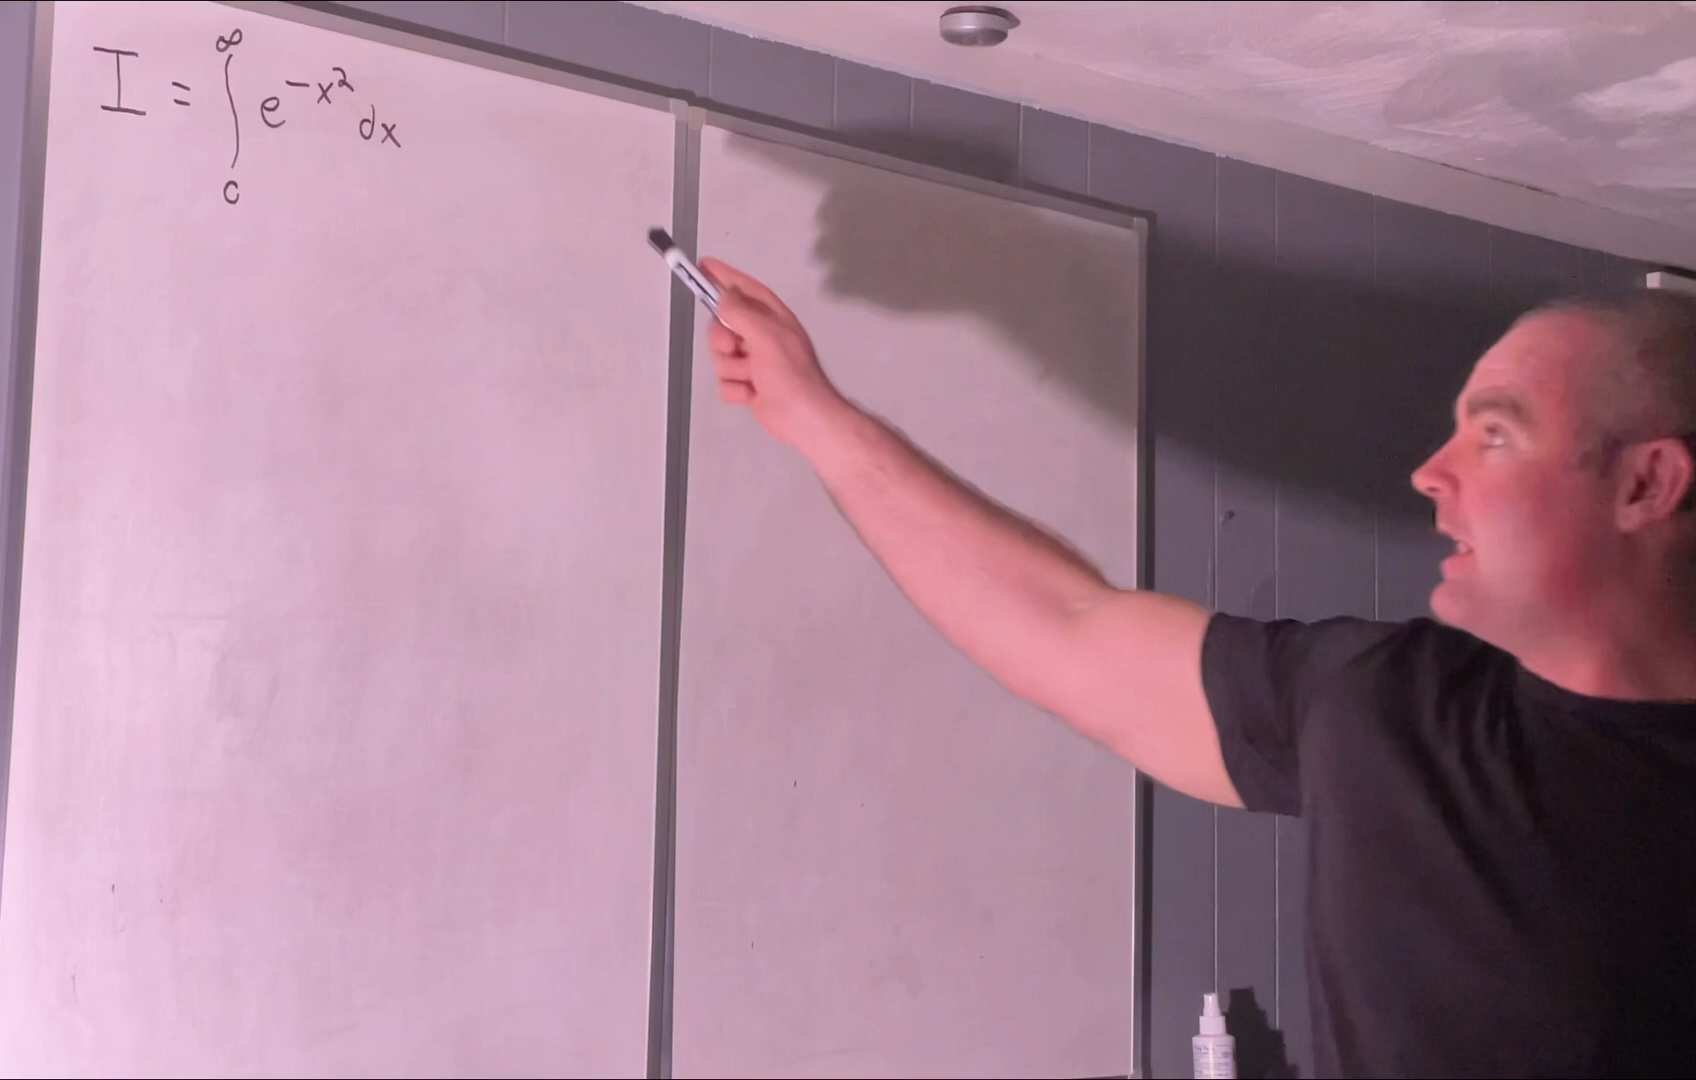 I = ∫₀^∞ e^{-x²} dx